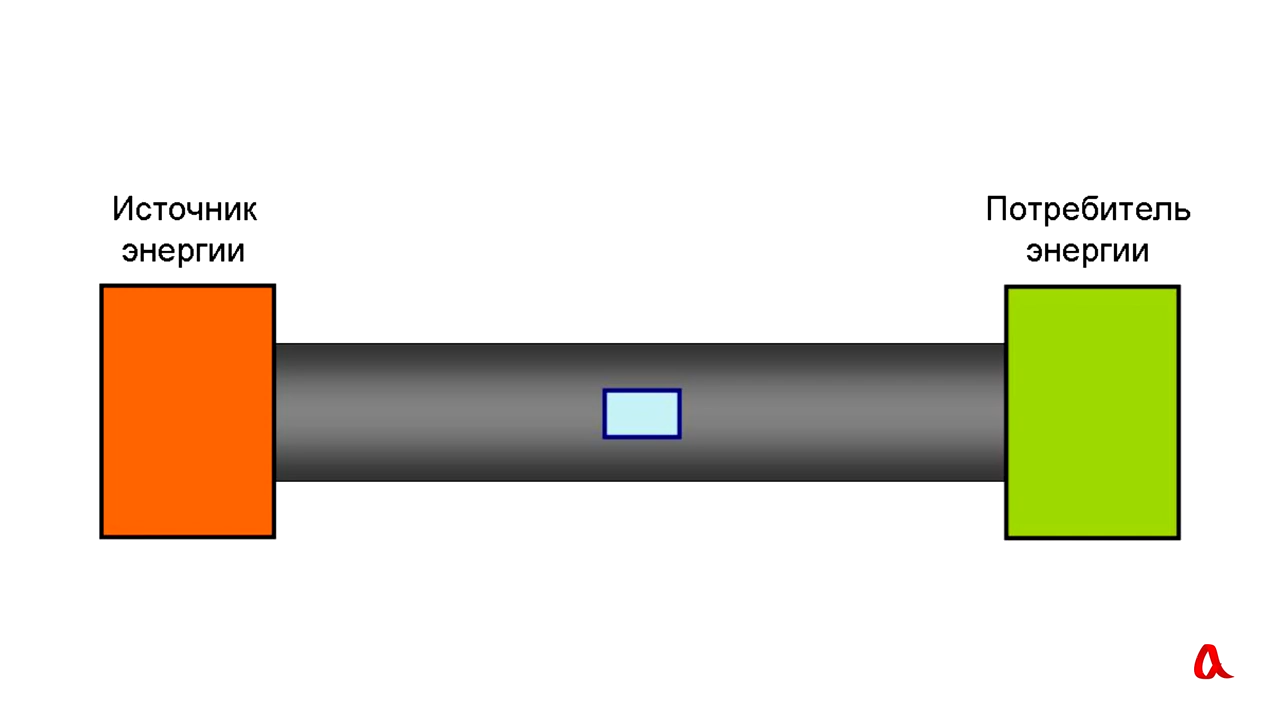 Источник
энергии
Потребитель
энергии
a